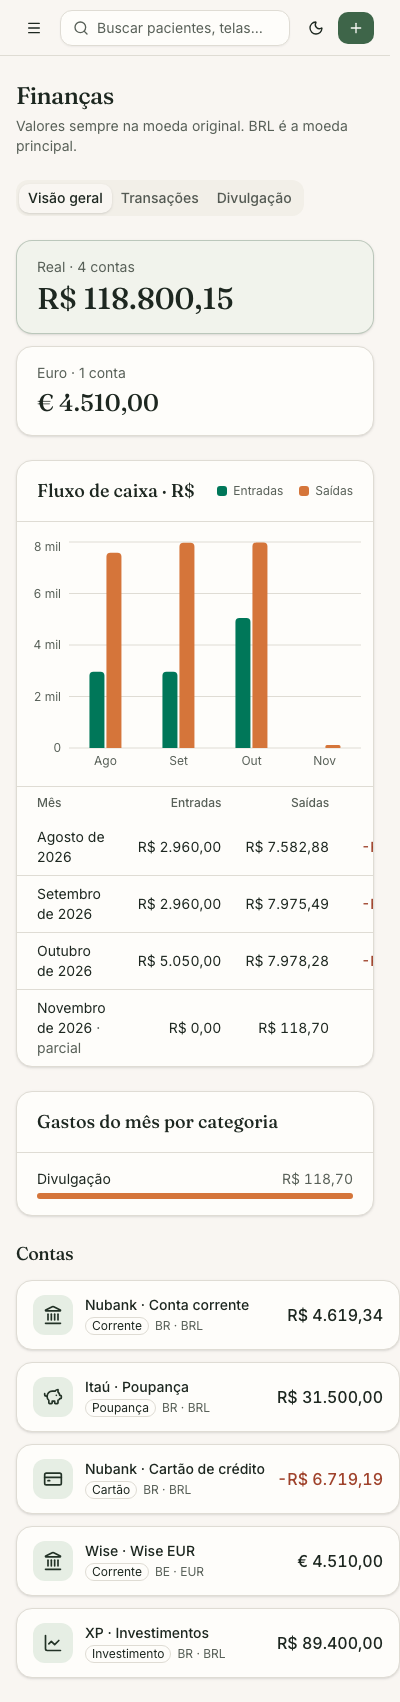 Buscar pacientes, telas...
Finanças
Valores sempre na moeda original. BRL é a moeda
principal.
Visão geral Transações Divulgação
Real · 4 contas
R$ 118.800,15
Euro · 1 conta
€ 4.510,00
Fluxo de caixa · R$ Entradas Saídas
8 mil
6 mil
4 mil
2 mil
0
Ago Set Out Nov
Mês Entradas Saídas
Agosto de
2026 R$ 2.960,00 R$ 7.582,88
Setembro
de 2026 R$ 2.960,00 R$ 7.975,49
Outubro
de 2026 R$ 5.050,00 R$ 7.978,28
Novembro
de 2026 · R$ 0,00 R$ 118,70
parcial
Gastos do mês por categoria
Divulgação R$ 118,70
Contas
Nubank · Conta corrente
Corrente BR · BRL R$ 4.619,34
Itaú · Poupança
Poupança BR · BRL R$ 31.500,00
Nubank · Cartão de crédito
Cartão BR · BRL -R$ 6.719,19
Wise · Wise EUR
Corrente BE · EUR € 4.510,00
XP · Investimentos
Investimento BR · BRL R$ 89.400,00